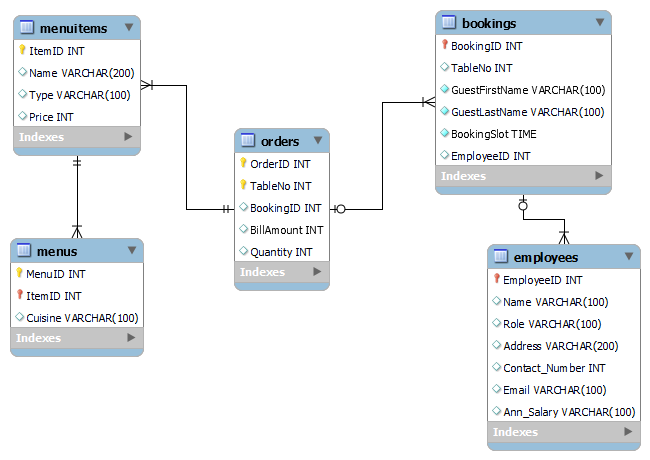 menuitems
ItemID INT
Name VARCHAR(200)
Type VARCHAR(100)
Price INT
Indexes
menus
MenuID INT
ItemID INT
Cuisine VARCHAR(100)
Indexes
orders
OrderID INT
TableNo INT
BookingID INT
BillAmount INT
Quantity INT
Indexes
bookings
BookingID INT
TableNo INT
GuestFirstName VARCHAR(100)
GuestLastName VARCHAR(100)
BookingSlot TIME
EmployeeID INT
Indexes
employees
EmployeeID INT
Name VARCHAR(100)
Role VARCHAR(100)
Address VARCHAR(200)
Contact_Number INT
Email VARCHAR(100)
Ann_Salary VARCHAR(100)
Indexes